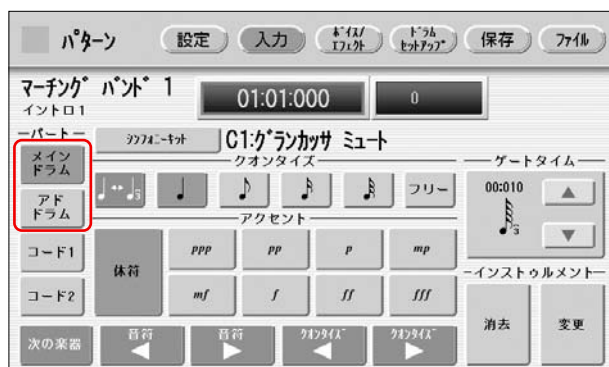 パターン 設定 入力 ボイス/エフェクト ドラムセットアップ 保存 ファイル
マーチング バンド 1 01:01:000 0
イントロ1
パート シンフォニーキット C1:グランカッサ ミュート
メインドラム クオンタイズ ゲートタイム
フリー 00:010
アドドラム アクセント
コード1 休符 ppp pp p mp
コード2 mf f ff fff インストゥルメント
次の楽器 音符 音符 クオンタイズ クオンタイズ 消去 変更